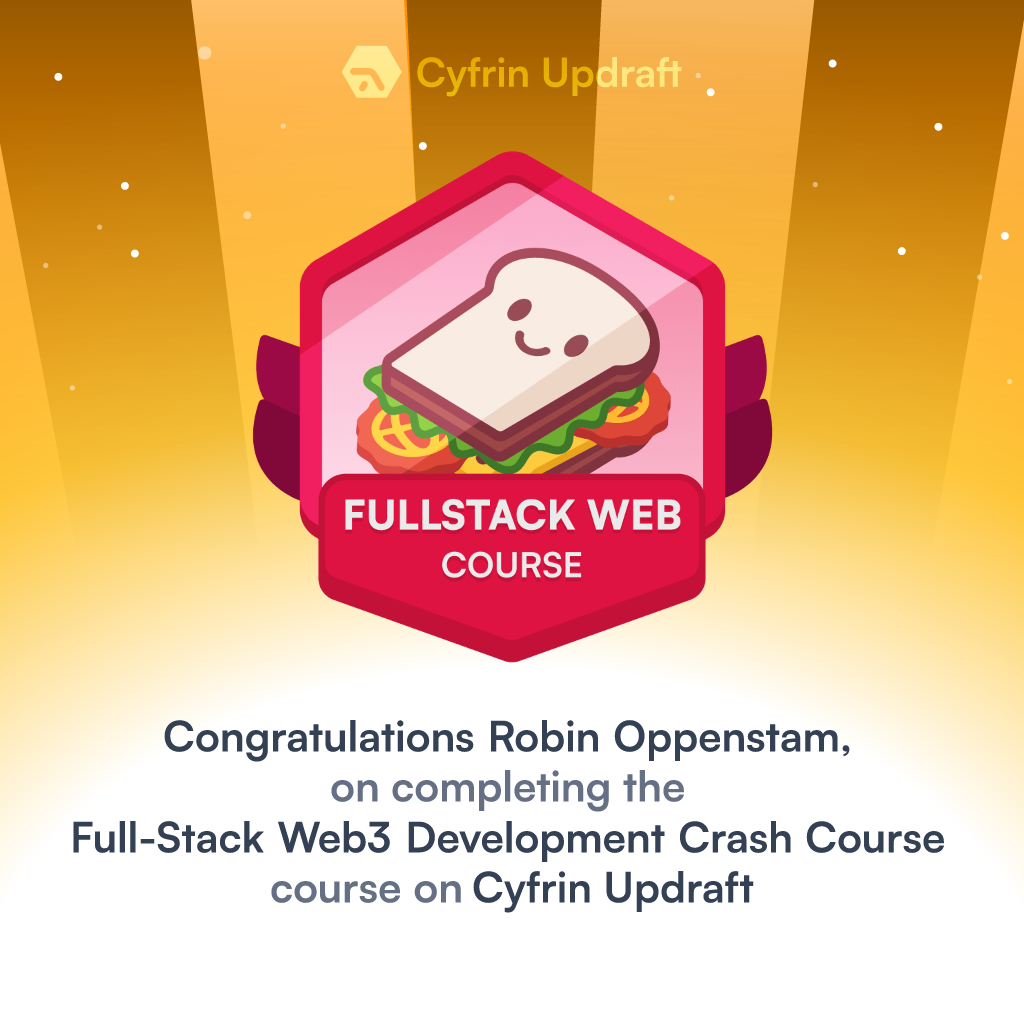 Cyfrin Updraft
FULLSTACK WEB
COURSE
Congratulations Robin Oppenstam,
on completing the
Full-Stack Web3 Development Crash Course
course on Cyfrin Updraft